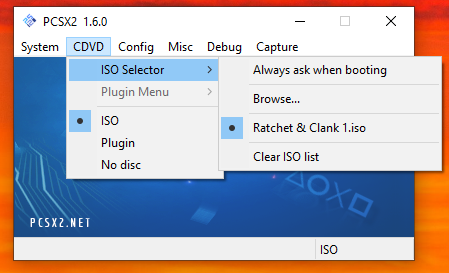 PCSX2 1.6.0
System CDVD Config Misc Debug Capture
ISO Selector
Plugin Menu
ISO
Plugin
No disc
Always ask when booting
Browse...
Ratchet & Clank 1.iso
Clear ISO list
PCSX2.NET
ISO